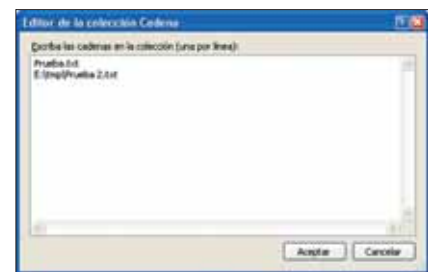 Editor de la colección Cadena
Escriba las cadenas en la colección (una por línea):
Prueba.txt
E:\tmp\Prueba 2.txt
Aceptar
Cancelar